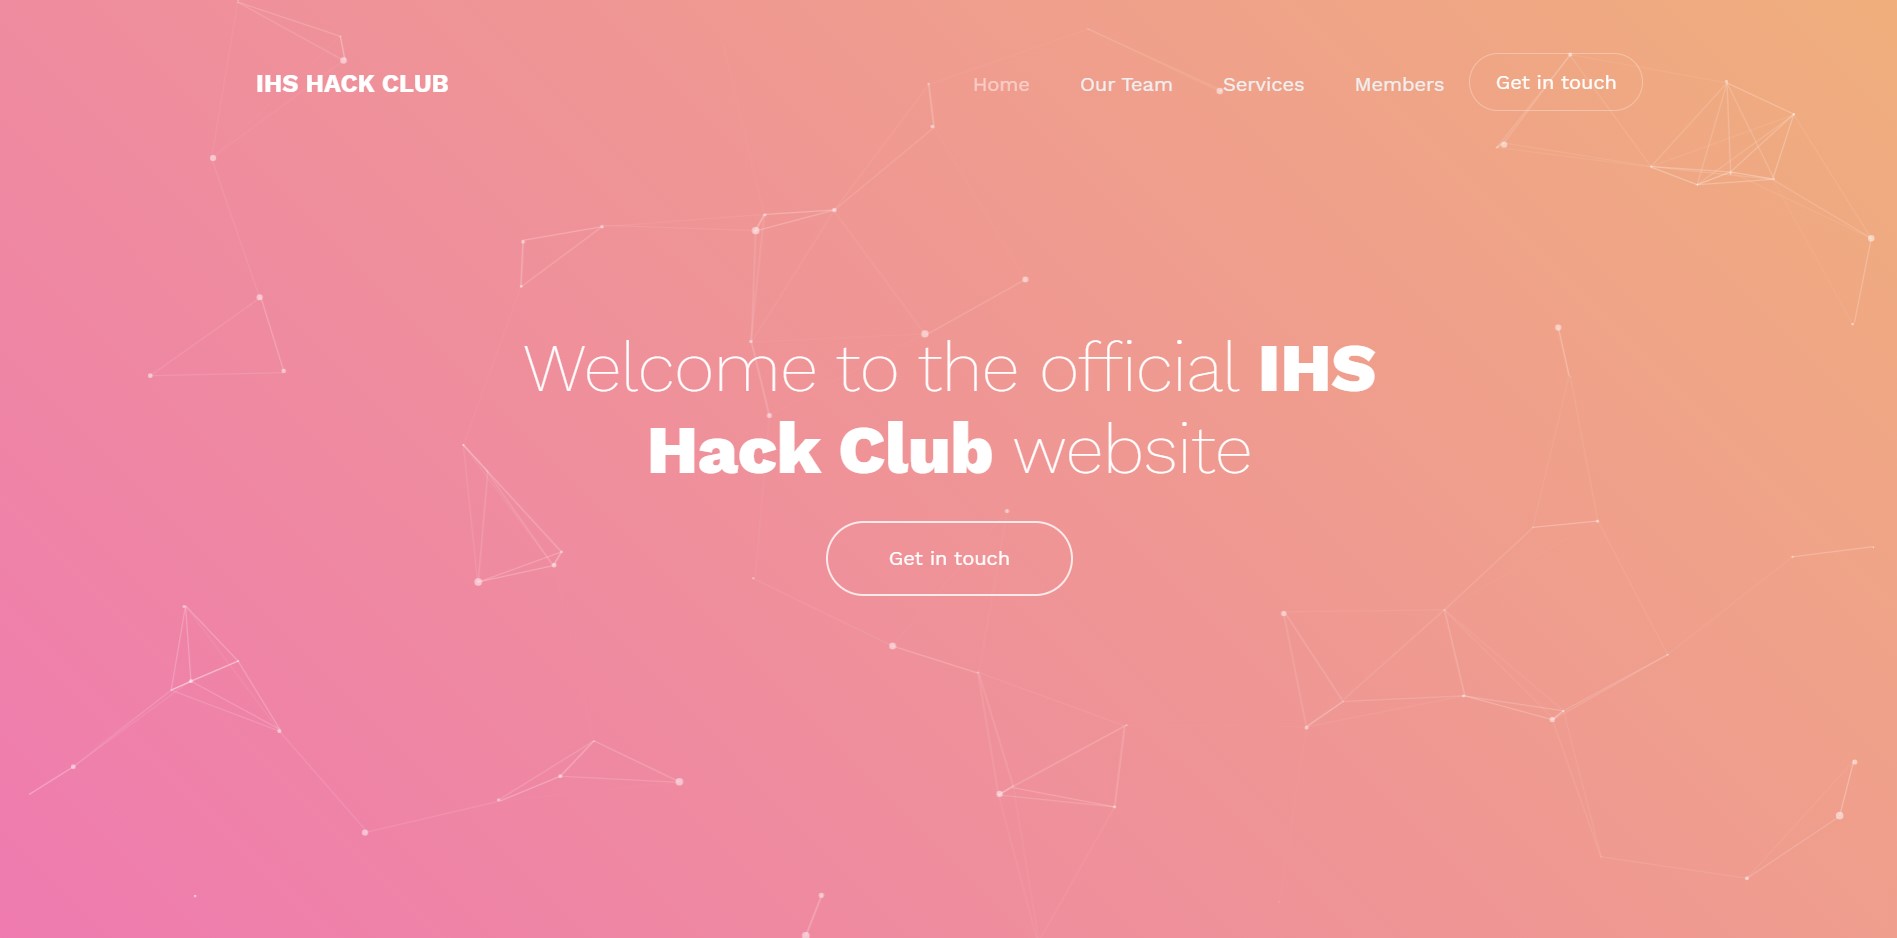 IHS HACK CLUB
Home Our Team Services Members Get in touch
Welcome to the official IHS
Hack Club website
Get in touch